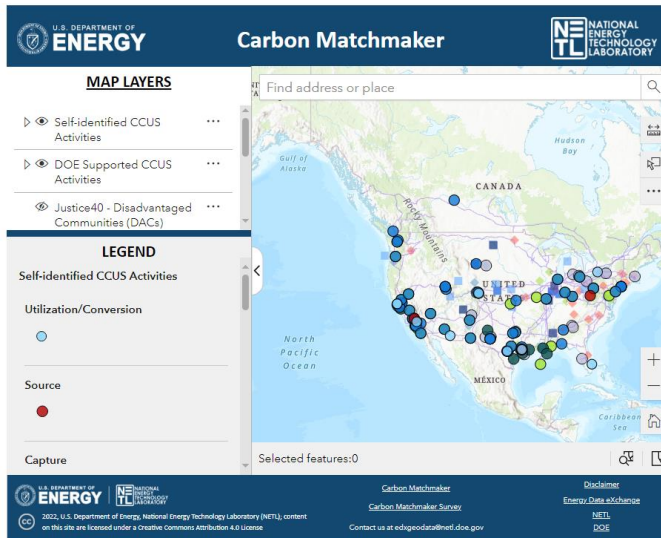 U.S. DEPARTMENT OF
ENERGY
Carbon Matchmaker
NATIONAL
ENERGY
TECHNOLOGY
LABORATORY
MAP LAYERS
Self-identified CCUS
Activities
DOE Supported CCUS
Activities
Justice40 - Disadvantaged
Communities (DACs)
LEGEND
Self-identified CCUS Activities
Utilization/Conversion
Source
Capture
Find address or place
Gulf of
Alaska
Hudson
Bay
CANADA
Rocky Mountains
UNITED
STAT
North
Pacific
Ocean
MÉXICO
Caribbean
Sea
Selected features:0
U.S. DEPARTMENT OF
ENERGY
NATIONAL
ENERGY
TECHNOLOGY
LABORATORY
2022, U.S. Department of Energy, National Energy Technology Laboratory (NETL); content
on this site are licensed under a Creative Commons Attribution 4.0 License
Carbon Matchmaker
Carbon Matchmaker Survey
Contact us at edxgeodata@netl.doe.gov
Disclaimer
Energy Data eXchange
NETL
DOE